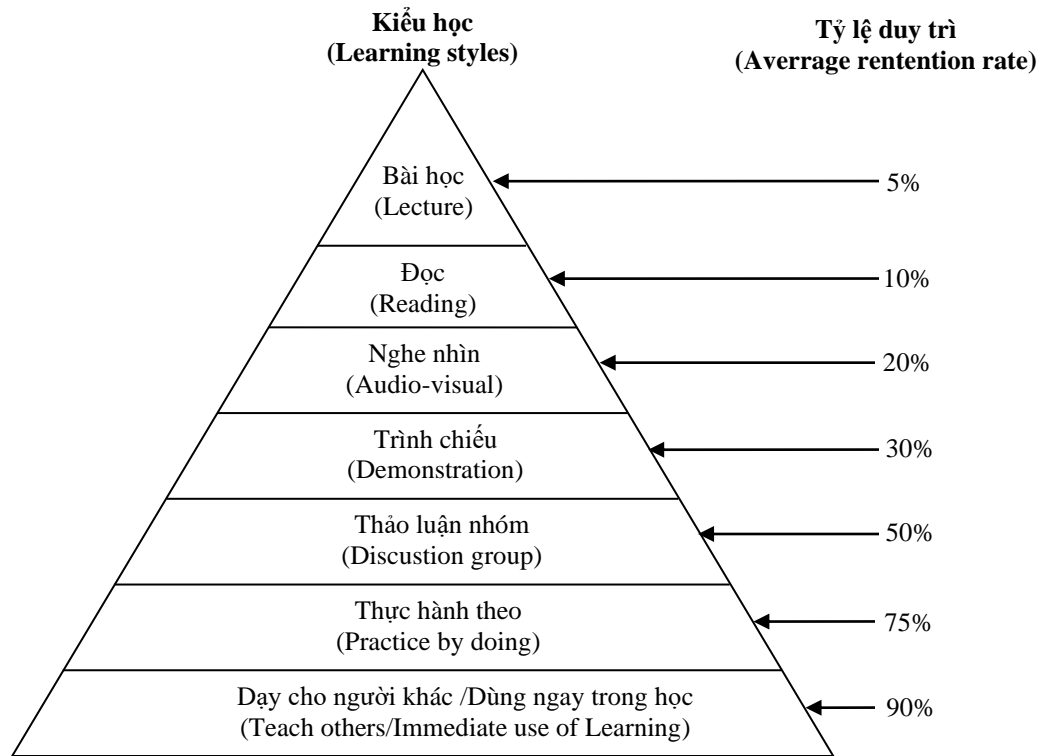 Kiểu học
(Learning styles)
Tỷ lệ duy trì
(Averrage rentention rate)
Bài học
(Lecture)
5%
Đọc
(Reading)
10%
Nghe nhìn
(Audio-visual)
20%
Trình chiếu
(Demonstration)
30%
Thảo luận nhóm
(Discustion group)
50%
Thực hành theo
(Practice by doing)
75%
Dạy cho người khác /Dùng ngay trong học
(Teach others/Immediate use of Learning)
90%